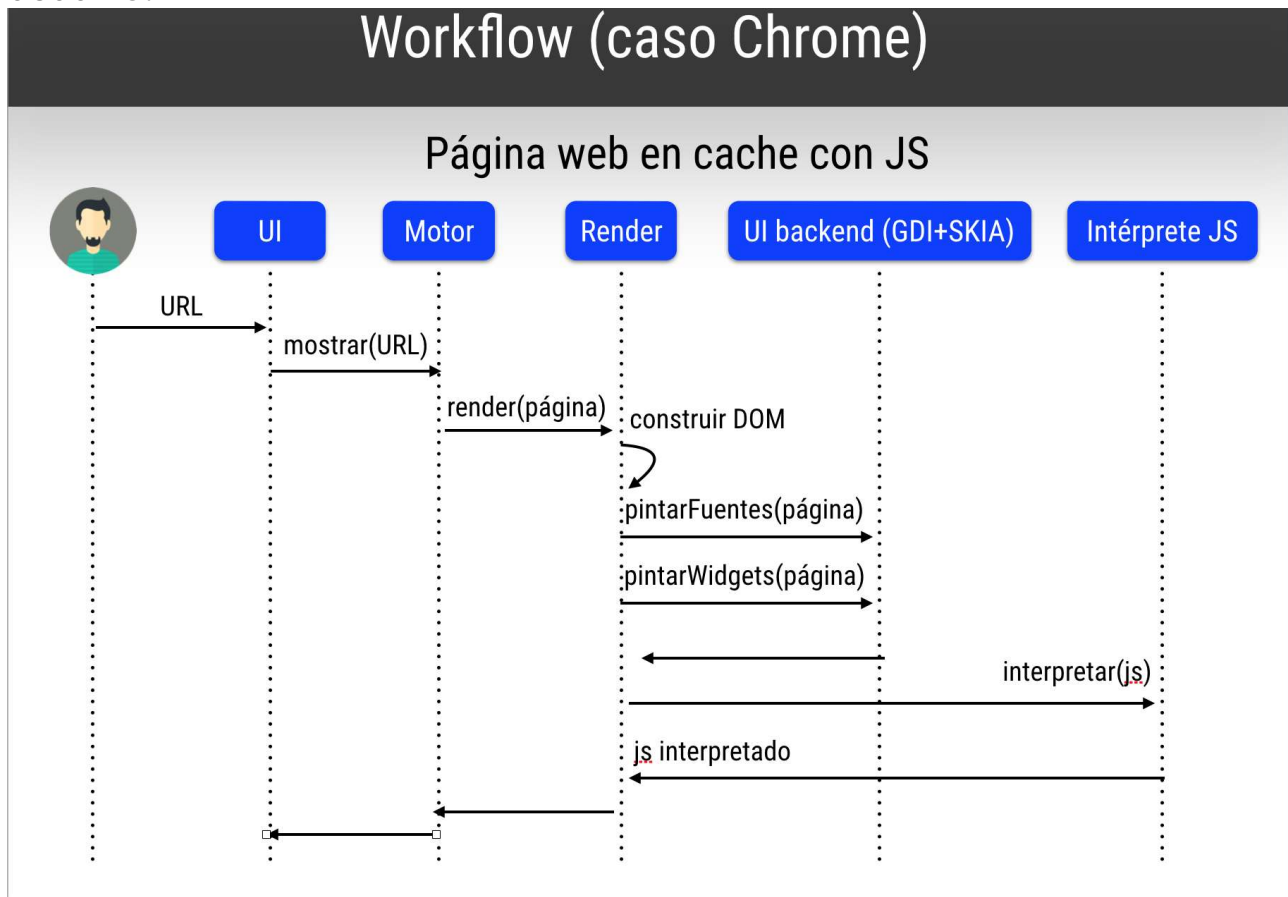 Workflow (caso Chrome)
Página web en cache con JS
UI
Motor
Render
UI backend (GDI+SKIA)
Intérprete JS
URL
mostrar(URL)
render(página)
construir DOM
pintarFuentes(página)
pintarWidgets(página)
interpretar(js)
js interpretado